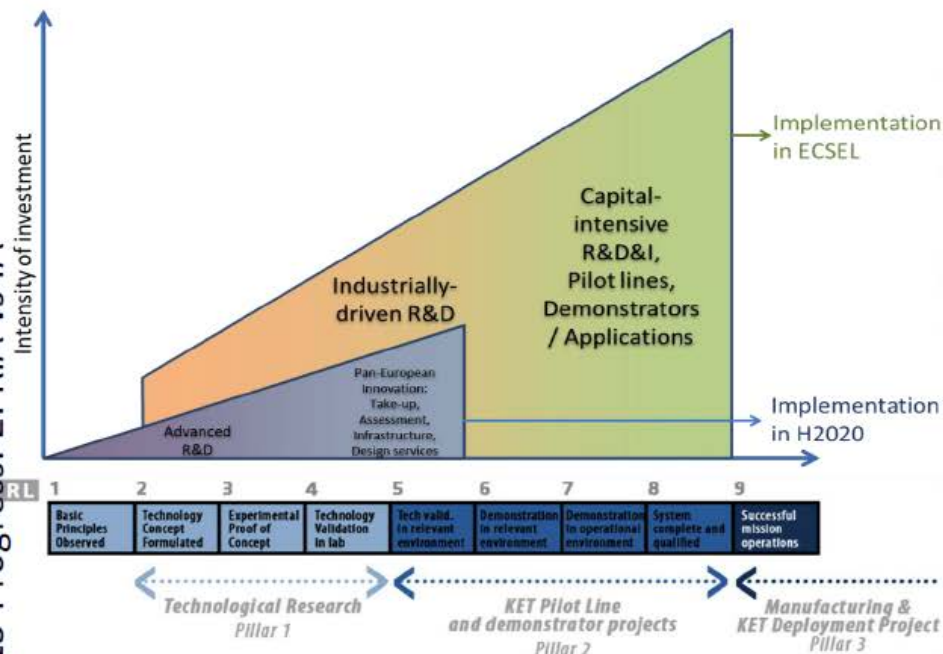 Intensity of investment
Implementation
in ECSEL
Capital-
intensive
R&D&I,
Pilot lines,
Demonstrators
/ Applications
Industrially-
driven R&D
Pan-European
Innovation:
Take-up,
Assessment,
Infrastructure,
Design services
Advanced
R&D
Implementation
in H2020
RL 1 2 3 4 5 6 7 8 9
Basic
Principles
Observed
Technology
Concept
Formulated
Experimental
Proof of
Concept
Technology
Validation
in lab
Tech valid.
in relevant
environment
Demonstration
in relevant
environment
Demonstration
in operational
environment
System
complete and
qualified
Successful
mission
operations
Technological Research
Pillar 1
KET Pilot Line
and demonstrator projects
Pillar 2
Manufacturing &
KET Deployment Project
Pillar 3